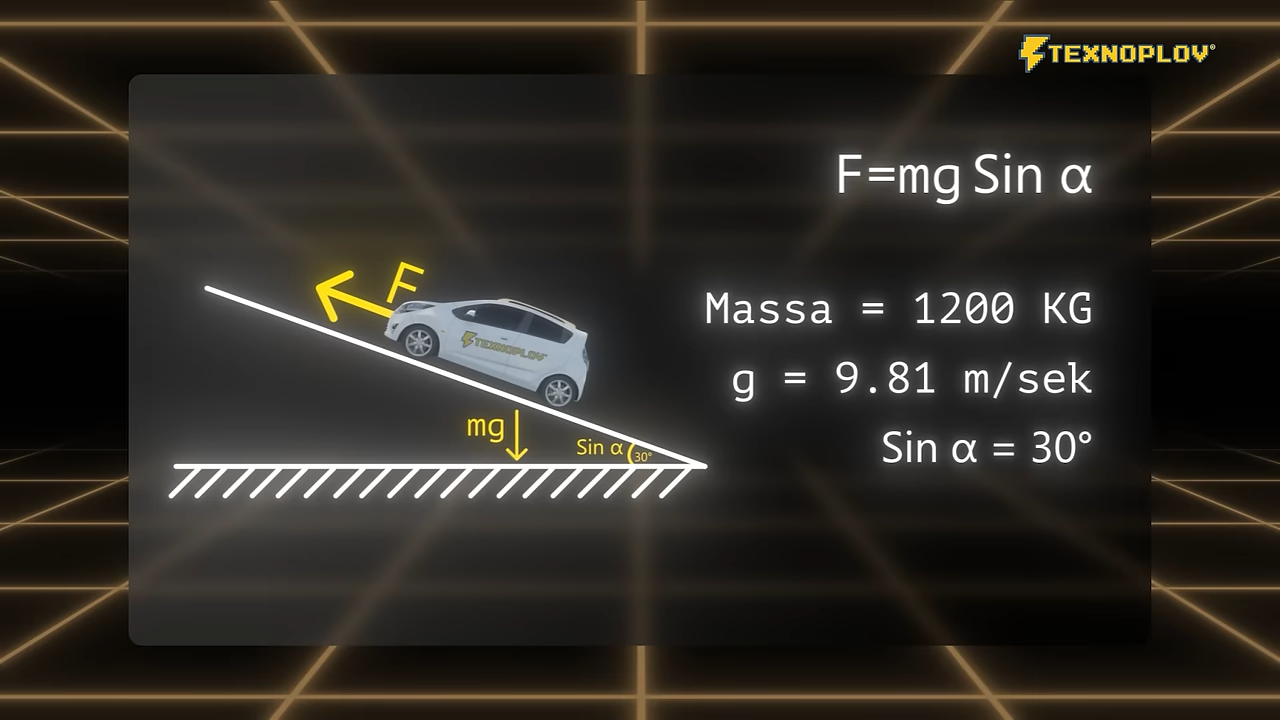 TEXNOPLOV
F=mg Sin α
F
Massa = 1200 KG
TEXNOPLOV
g = 9.81 m/sek
mg
Sin α 30°
Sin α = 30°